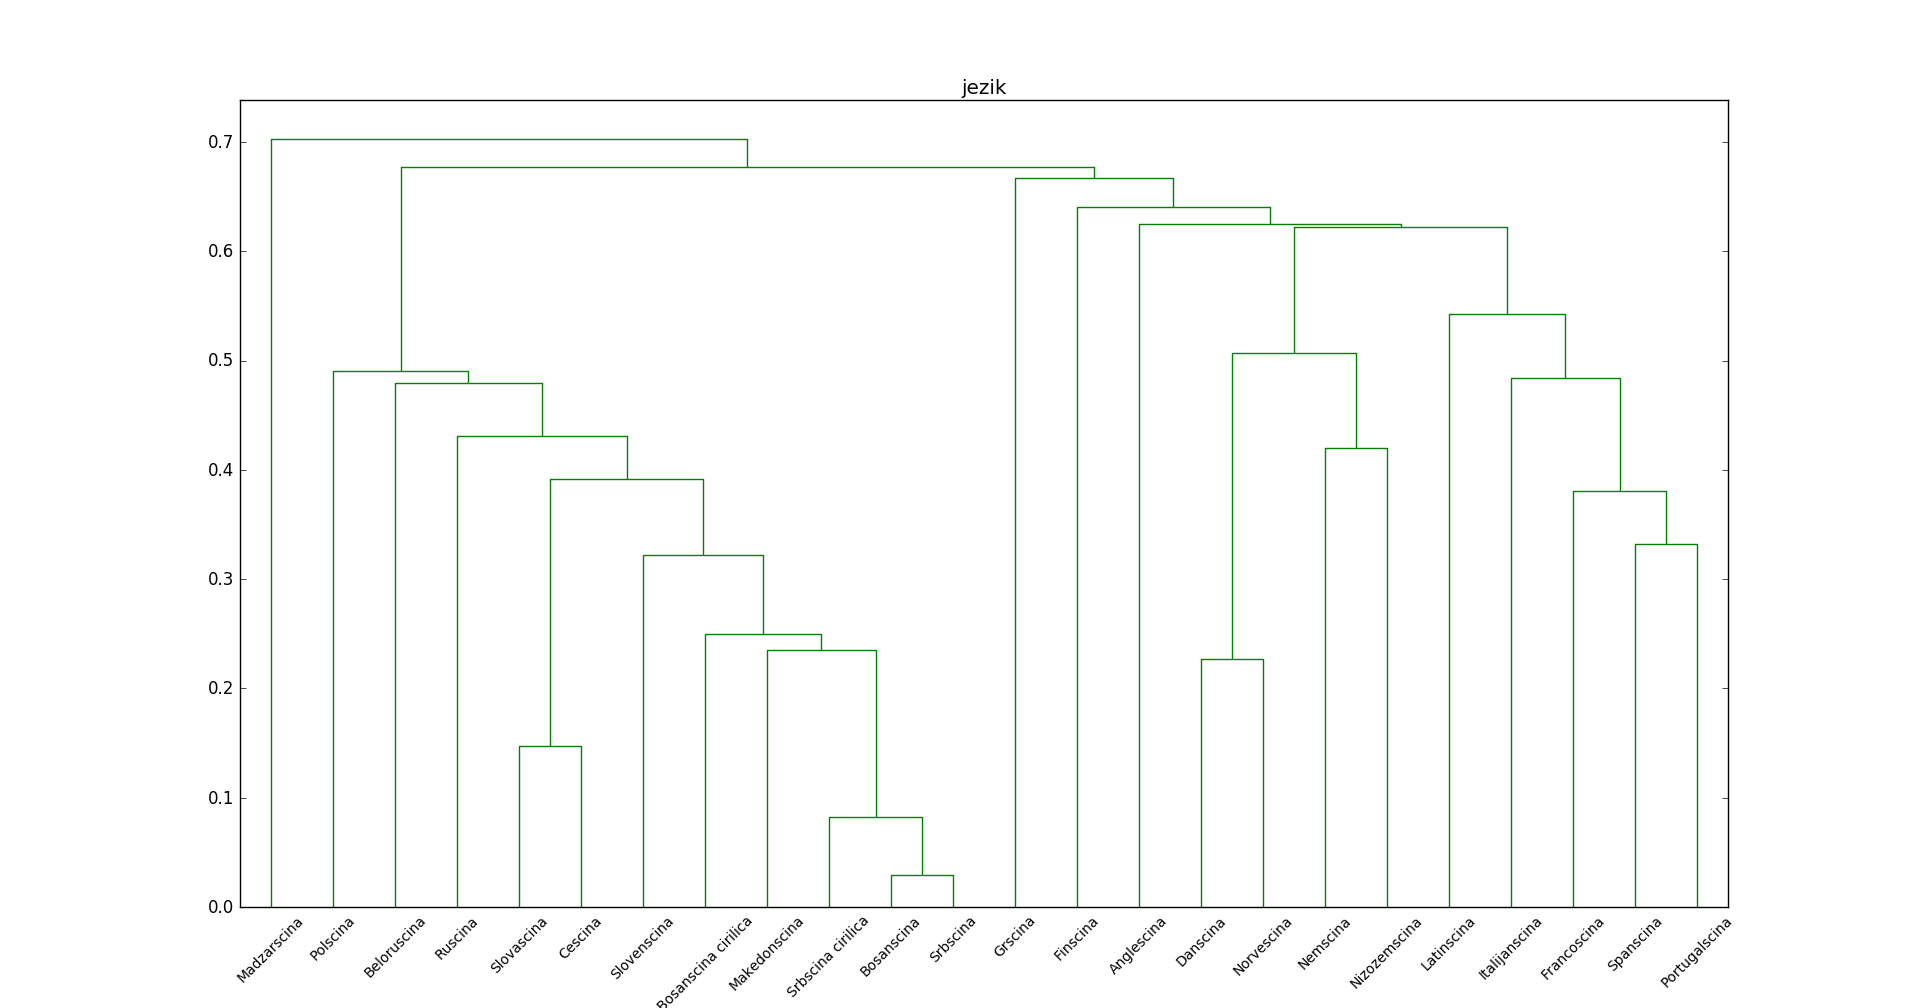 jezik
0.7
0.6
0.5
0.4
0.3
0.2
0.1
0.0
Madzarscina
Polscina
Beloruscina
Ruscina
Slovascina
Cescina
Slovenscina
Bosanscina cirilica
Makedonscina
Srbscina cirilica
Bosanscina
Srbscina
Grscina
Finscina
Anglescina
Danscina
Norvescina
Nemscina
Nizozemscina
Latinscina
Italijanscina
Francoscina
Spanscina
Portugalscina